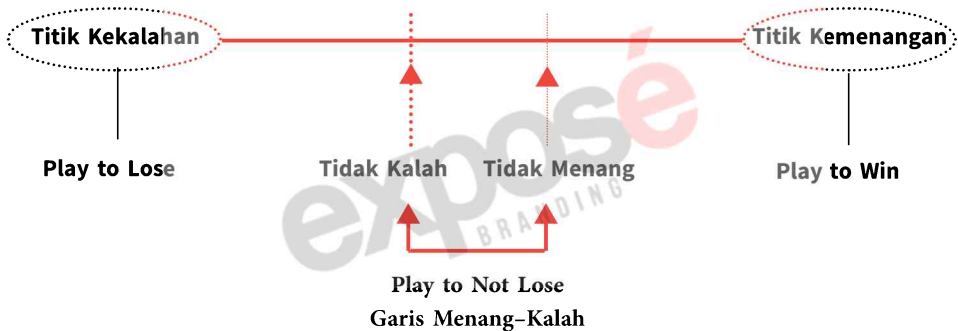 Titik Kekalahan
Titik Kemenangan
Play to Lose
Tidak Kalah
Tidak Menang
Play to Win
exposé
BRANDING
Play to Not Lose
Garis Menang–Kalah